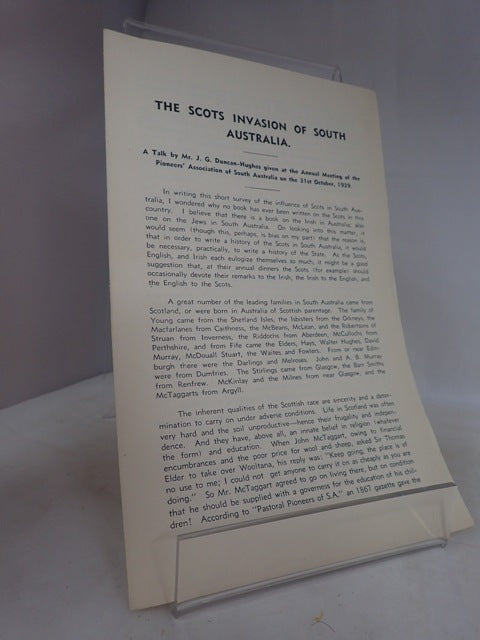 THE SCOTS INVASION OF SOUTH
AUSTRALIA.
A Talk by Mr. J. G. Duncan-Hughes given at the Annual Meeting of the
Pioneers' Association of South Australia on the 31st October, 1939.
In writing this short survey of the influence of Scots in South Aus-
tralia, I wondered why no book has ever been written on the Scots in this
country. I believe that there is a book on the Irish in Australia; also
one on the Jews in South Australia. On looking into this matter, it
would seem (though this, perhaps, is bias on my part) that the reason is,
that in order to write a history of the Scots in South Australia, it would
be necessary, practically, to write a history of the State. As the Scots,
English, and Irish each eulogize themselves so much, it might be a good
suggestion that, at their annual dinners the Scots (for example) should
occasionally devote their remarks to the Irish, the Irish to the English, and
the English to the Scots.
A great number of the leading families in South Australia came from
Scotland, or were born in Australia of Scottish parentage. The family of
Young came from the Shetland Isles, the Isbisters from the Orkneys, the
Macfarlanes from Caithness, the McBeans, McLean, and the Robertsons of
Struan from Inverness, the Riddochs from Aberdeen, McCullochs from
Perthshire, and from Fife came the Elders, Hays, Walter Hughes, David
Murray, McDouall Stuart, the Waites and Fowlers. From or near Edin-
burgh there were the Darlings and Melroses. John and A. B. Murray
were from Dumfries. The Stirlings came from Glasgow, the Barr Smiths
from Renfrew. McKinlay and the Milnes from near Glasgow, and the
McTaggarts from Argyll.
The inherent qualities of the Scottish race are sincerity and a deter-
mination to carry on under adverse conditions. Life in Scotland was often
very hard and the soil unproductive—hence their frugality and indepen-
dence. And they have, above all, an innate belief in religion (whatever
the form) and education. When John McTaggart, owing to financial
encumbrances and the poor price for wool and sheep, asked Sir Thomas
Elder to take over Wooltana, his reply was: "Keep going, the place is of
no use to me; I could not get anyone to carry it on as cheaply as you are
doing." So Mr. McTaggart agreed to go on living there, but on condition
that he should be supplied with a governess for the education of his chil-
dren! According to "Pastoral Pioneers of S.A." an 1867 gazette gave the